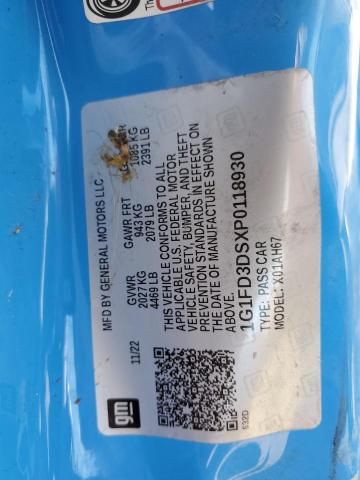 MFD BY GENERAL MOTORS LLC
11/22
GVWR
2027 KG
4469 LB
GAWR FRT
943 KG
2079 LB
1085 KG
2391 LB
THIS VEHICLE CONFORMS TO ALL
APPLICABLE U.S. FEDERAL MOTOR
VEHICLE SAFETY, BUMPER, AND THEFT
PREVENTION STANDARDS IN EFFECT ON
THE DATE OF MANUFACTURE SHOWN
ABOVE.
1G1FD3DSXP0118930
TYPE: PASS CAR
MODEL: X01AH67
gm